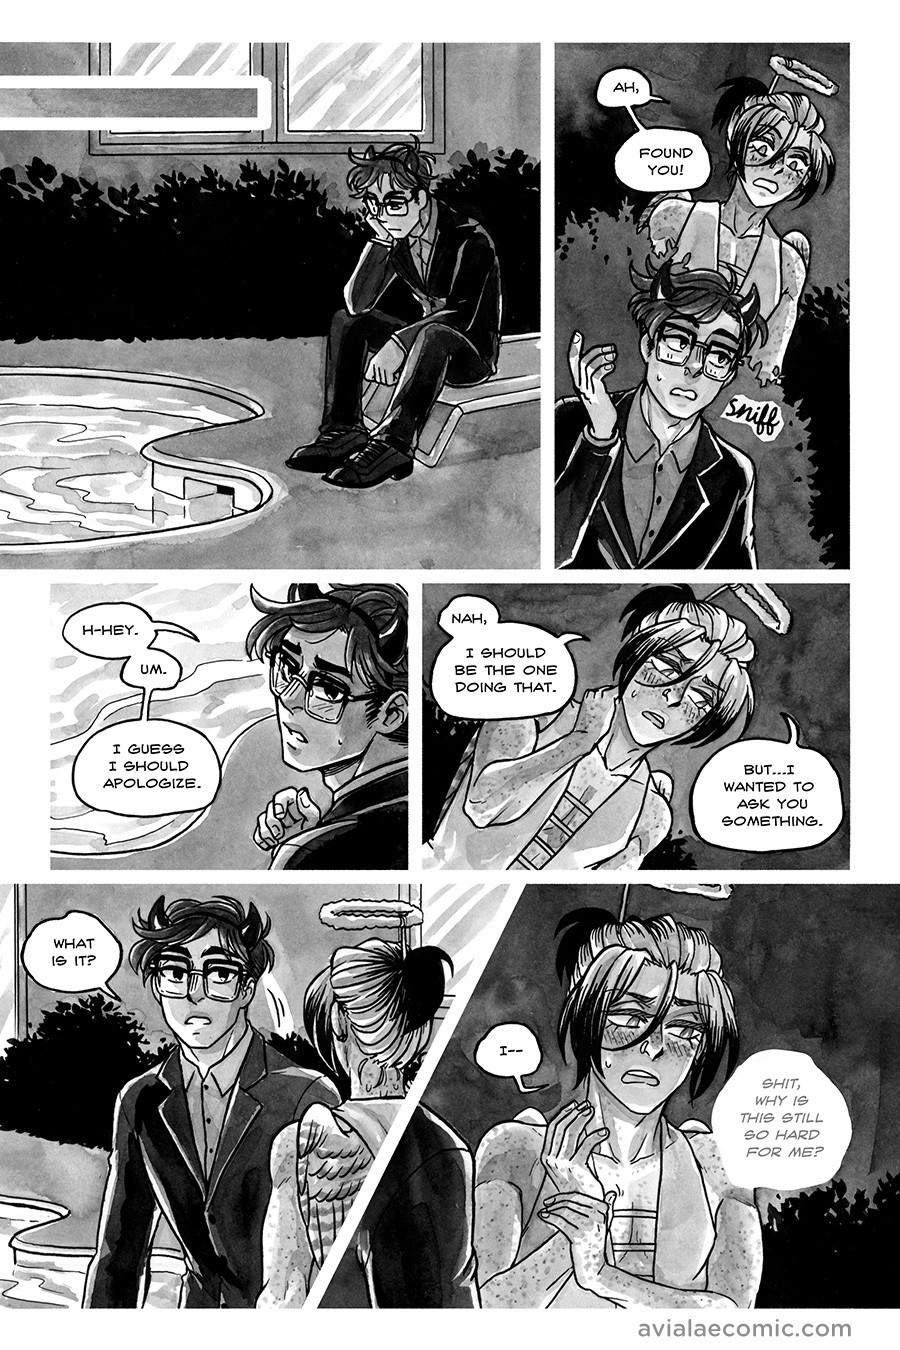 AH,
FOUND
YOU!
SNIFF
H-HEY.
UM.
I GUESS
I SHOULD
APOLOGIZE.
NAH,
I SHOULD
BE THE ONE
DOING THAT.
BUT...I
WANTED TO
ASK YOU
SOMETHING.
WHAT
IS IT?
I--
SHIT,
WHY IS
THIS STILL
SO HARD
FOR ME?
avialaecomic.com